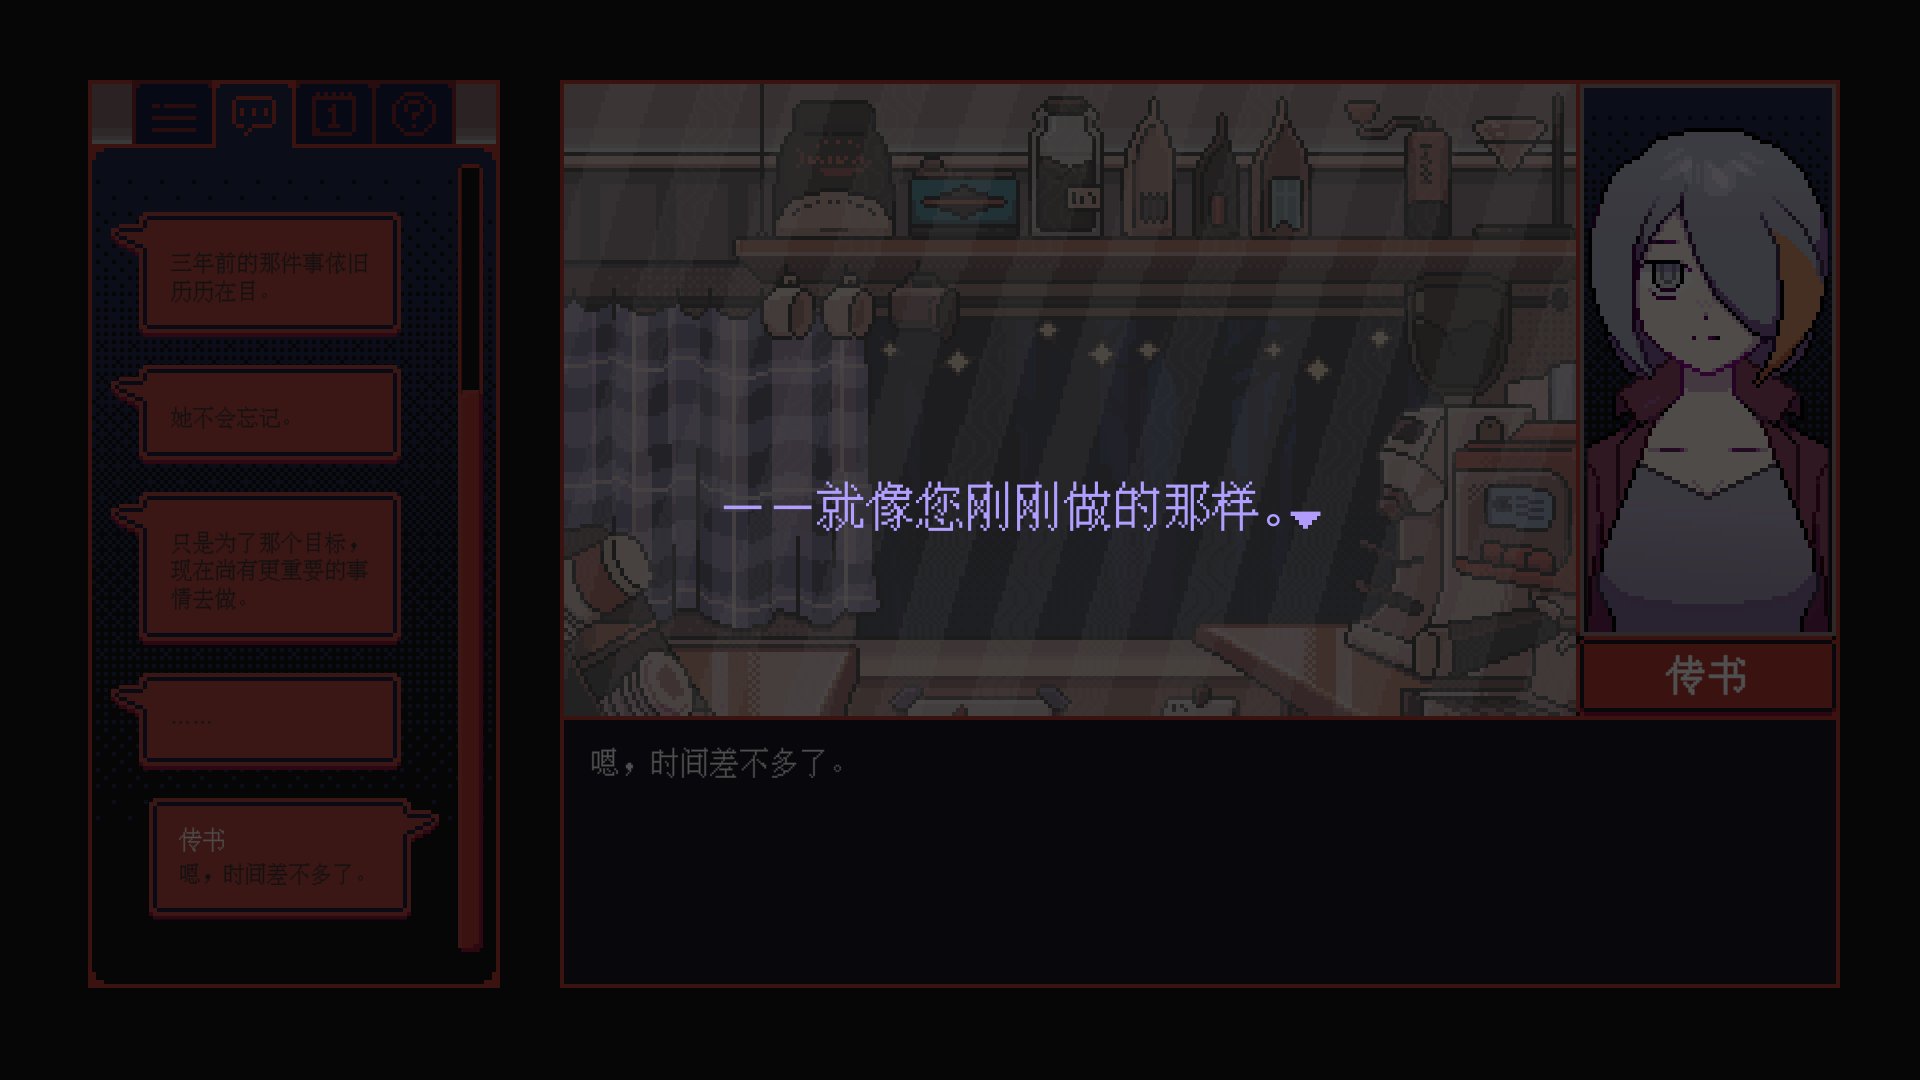 1
?
三年前的那件事依旧
历历在目。
她不会忘记。
只是为了那个目标，
现在尚有更重要的事
情去做。
……
传书
嗯，时间差不多了。
——就像您刚刚做的那样。
传书
嗯，时间差不多了。